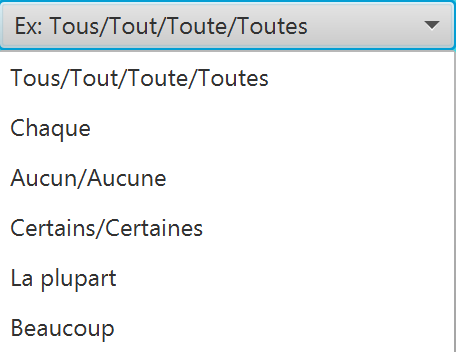 Ex: Tous/Tout/Toute/Toutes
Tous/Tout/Toute/Toutes
Chaque
Aucun/Aucune
Certains/Certaines
La plupart
Beaucoup